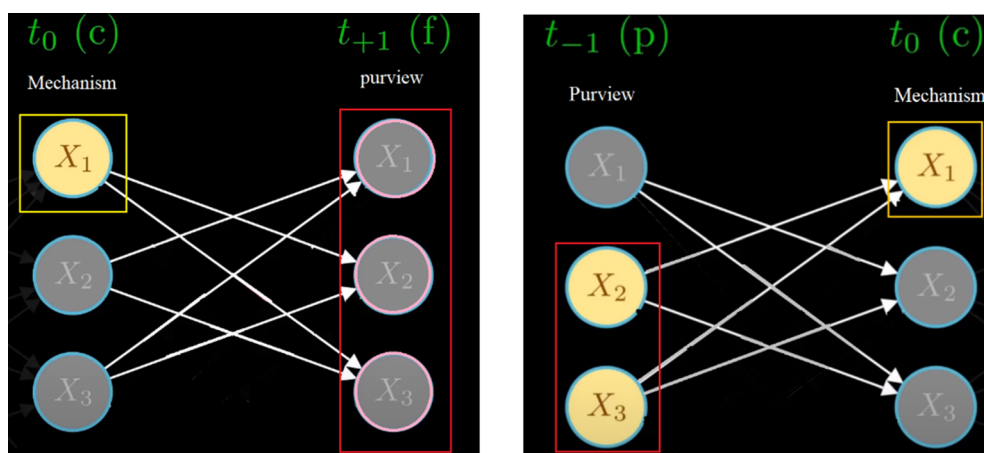 t₀ (c) t₊₁ (f)
Mechanism purview
X₁ X₁
X₂ X₂
X₃ X₃
t₋₁ (p) t₀ (c)
Purview Mechanism
X₁ X₁
X₂ X₂
X₃ X₃